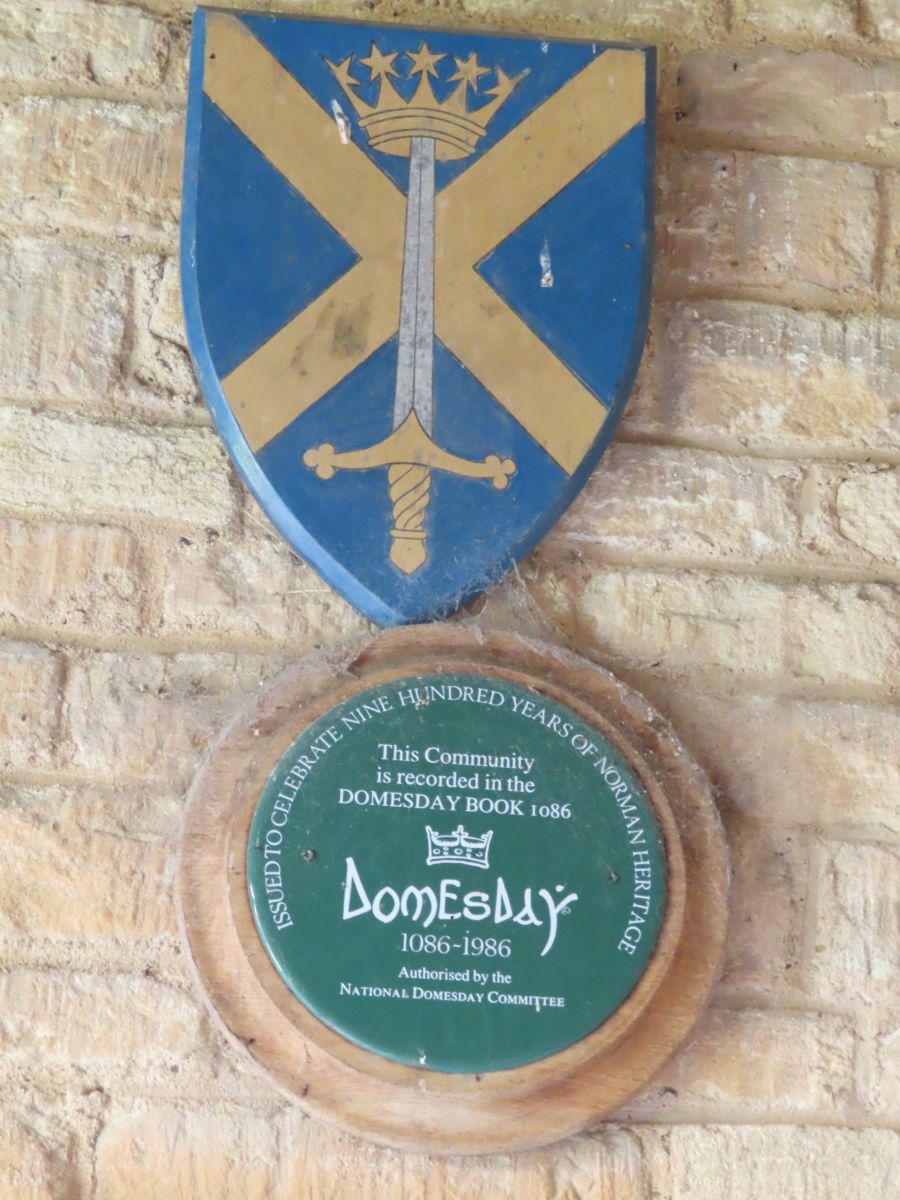 ISSUED TO CELEBRATE NINE HUNDRED YEARS OF NORMAN HERITAGE
This Community
is recorded in the
DOMESDAY BOOK 1086
DOMESDAY ©
1086-1986
Authorised by the
NATIONAL DOMESDAY COMMITTEE